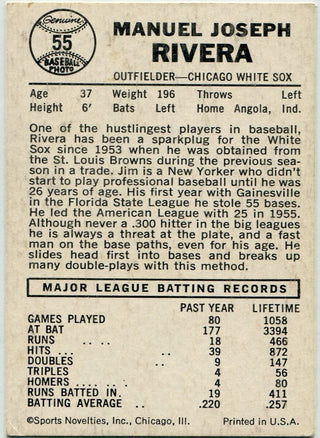 Genuine
55
BASEBALL
PHOTO
MANUEL JOSEPH
RIVERA
OUTFIELDER—CHICAGO WHITE SOX
Age 37 Weight 196 Throws Left
Height 6' Bats Left Home Angola, Ind.
One of the hustlingest players in baseball,
Rivera has been a sparkplug for the White
Sox since 1953 when he was obtained from
the St. Louis Browns during the previous sea-
son in a trade. Jim is a New Yorker who didn't
start to play professional baseball until he was
26 years of age. His first year with Gainesville
in the Florida State League he stole 55 bases.
He led the American League with 25 in 1955.
Although never a .300 hitter in the big leagues
he is always a threat at the plate, and a fast
man on the base paths, even for his age. He
slides head first into bases and breaks up
many double-plays with this method.
MAJOR LEAGUE BATTING RECORDS
PAST YEAR LIFETIME
GAMES PLAYED 80 1058
AT BAT 177 3394
RUNS .. .. 18 466
HITS ... .. 39 872
DOUBLES .. 9 147
TRIPLES 4 56
HOMERS .... .. 4 80
RUNS BATTED IN. 19 411
BATTING AVERAGE .. .220 .257
©Sports Novelties, Inc., Chicago, Ill. Printed in U.S.A.